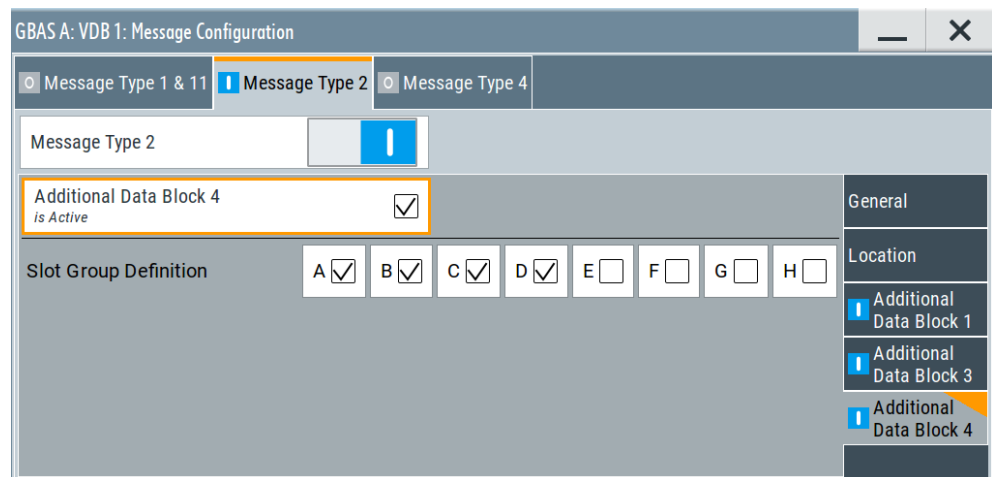 GBAS A: VDB 1: Message Configuration
Message Type 1 & 11 Message Type 2 Message Type 4
Message Type 2
Additional Data Block 4
is Active
Slot Group Definition A B C D E F G H
General
Location
Additional
Data Block 1
Additional
Data Block 3
Additional
Data Block 4